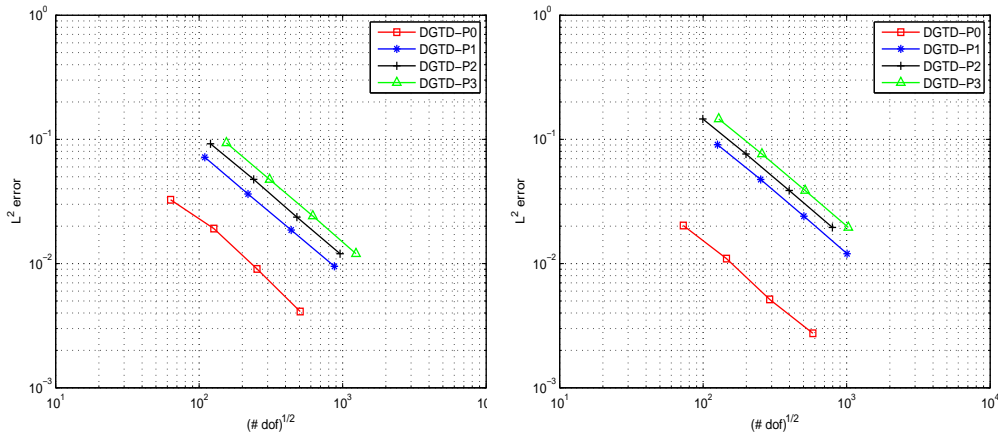 10^0
10^-1
10^-2
10^-3
L^2 error
10^1
10^2
10^3
(# dof)^1/2
DGTD-P0
DGTD-P1
DGTD-P2
DGTD-P3
10^0
10^-1
10^-2
10^-3
L^2 error
10^1
10^2
10^3
10^4
(# dof)^1/2
DGTD-P0
DGTD-P1
DGTD-P2
DGTD-P3